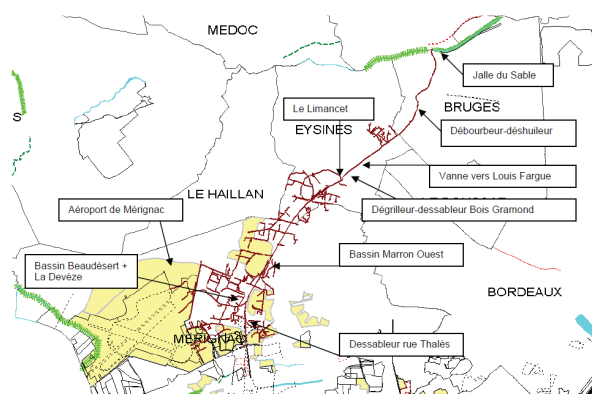 MEDOC
Jalle du Sable
Le Limancet
BRUGES
S
EYSINES
Débourbeur-déshuileur
Vanne vers Louis Fargue
LE HAILLAN
Aéroport de Mérignac
Dégrilleur-dessableur Bois Gramond
Bassin Marron Ouest
Bassin Beaudésert +
La Devèze
BORDEAUX
MERIGNAC
Dessableur rue Thalès